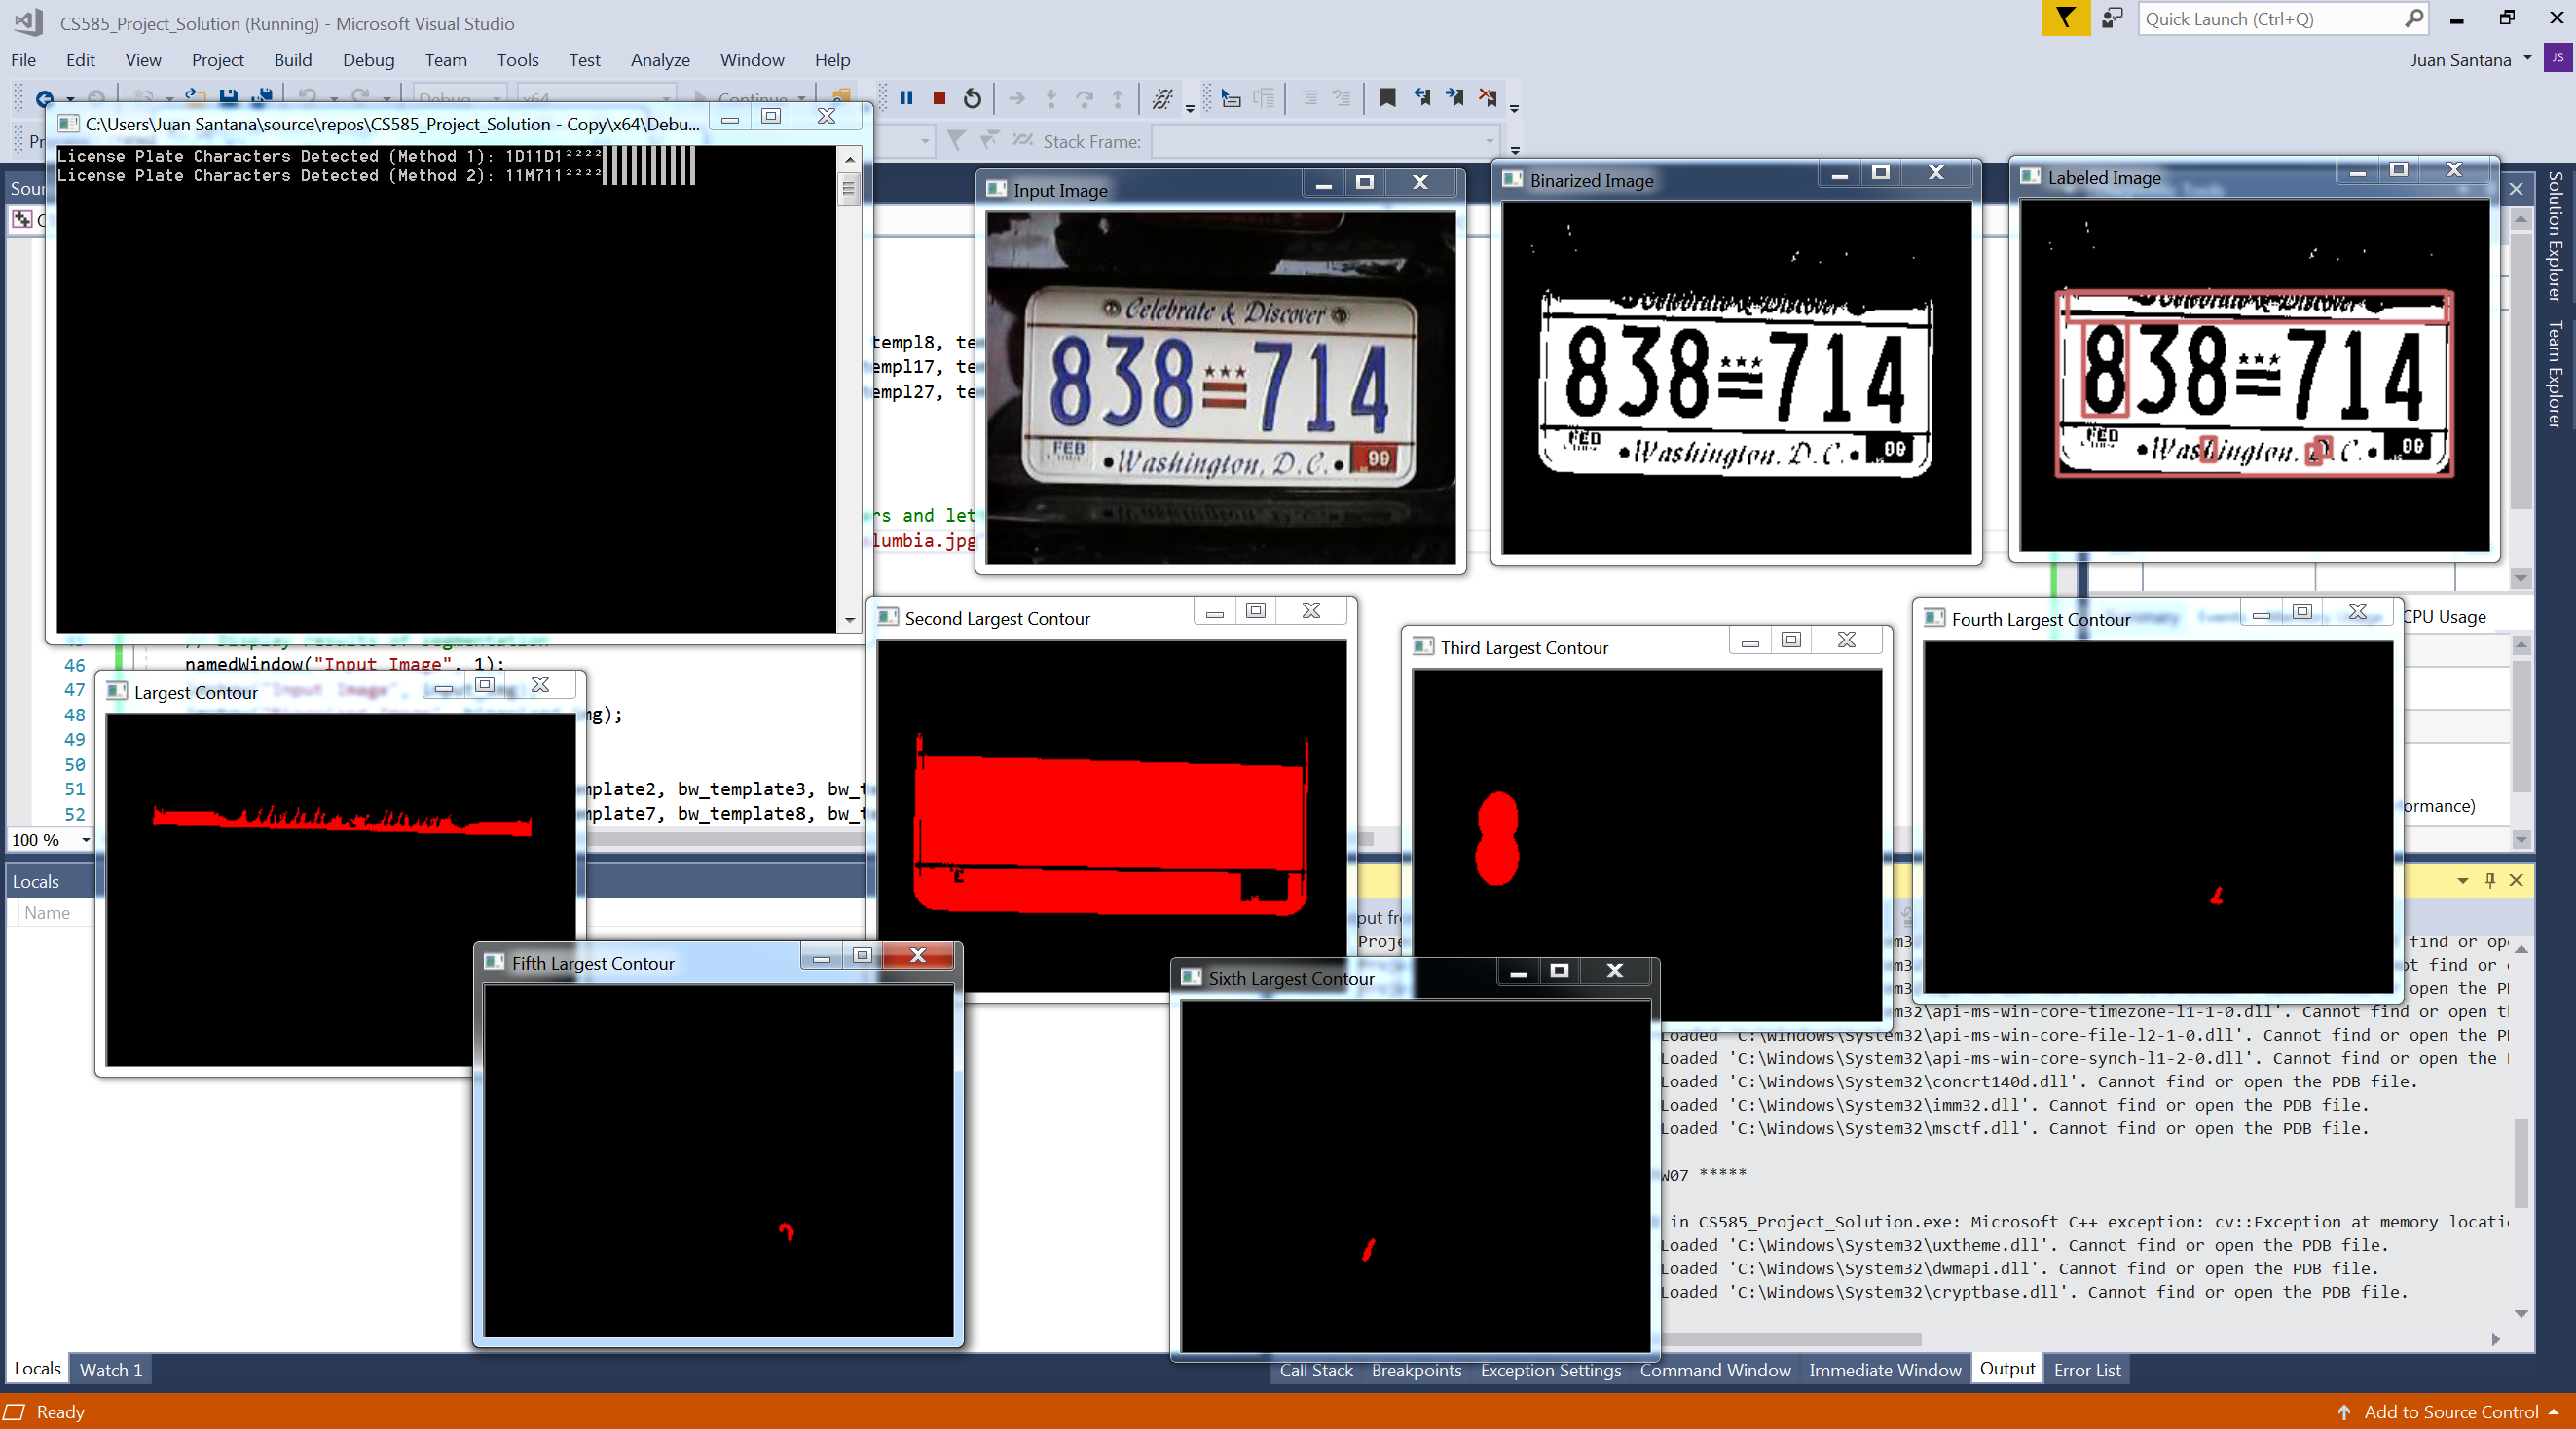 CS585_Project_Solution (Running) - Microsoft Visual Studio
Quick Launch (Ctrl+Q)
File Edit View Project Build Debug Team Tools Test Analyze Window Help
Juan Santana JS
Debug x64 Continue
C:\Users\Juan Santana\source\repos\CS585_Project_Solution - Copy\x64\Debu...
Stack Frame:
License Plate Characters Detected (Method 1): 1D11D1²²²²
License Plate Characters Detected (Method 2): 11M711²²²²
Input Image
Celebrate & Discover
838 714
FEB
Washington, D.C. 09
Binarized Image
838 714
Washington. D.C. 09
Labeled Image
838 714
Washington. D.C. 09
Solution Explorer
Team Explorer
templ8, te
empl17, te
empl27, te
rs and let
lumbia.jpg
// Display results of segmentation
46 namedWindow("Input Image", 1);
47
48 ng);
49
50
51 mplate2, bw_template3, bw_t
52 mplate7, bw_template8, bw_t
100 %
Largest Contour
Second Largest Contour
Third Largest Contour
Fourth Largest Contour
CPU Usage
ormance)
Fifth Largest Contour
Sixth Largest Contour
Locals
Name
put fr
Proje
find or op
t find or
open the P
m32\api-ms-win-core-timezone-l1-1-0.dll'. Cannot find or open t
Loaded 'C:\Windows\System32\api-ms-win-core-file-l2-1-0.dll'. Cannot find or open the P
Loaded 'C:\Windows\System32\api-ms-win-core-synch-l1-2-0.dll'. Cannot find or open the
Loaded 'C:\Windows\System32\concrt140d.dll'. Cannot find or open the PDB file.
Loaded 'C:\Windows\System32\imm32.dll'. Cannot find or open the PDB file.
Loaded 'C:\Windows\System32\msctf.dll'. Cannot find or open the PDB file.
W07 *****
in CS585_Project_Solution.exe: Microsoft C++ exception: cv::Exception at memory locati
Loaded 'C:\Windows\System32\uxtheme.dll'. Cannot find or open the PDB file.
Loaded 'C:\Windows\System32\dwmapi.dll'. Cannot find or open the PDB file.
Loaded 'C:\Windows\System32\cryptbase.dll'. Cannot find or open the PDB file.
Locals Watch 1
Call Stack Breakpoints Exception Settings Command Window Immediate Window Output Error List
Ready
Add to Source Control